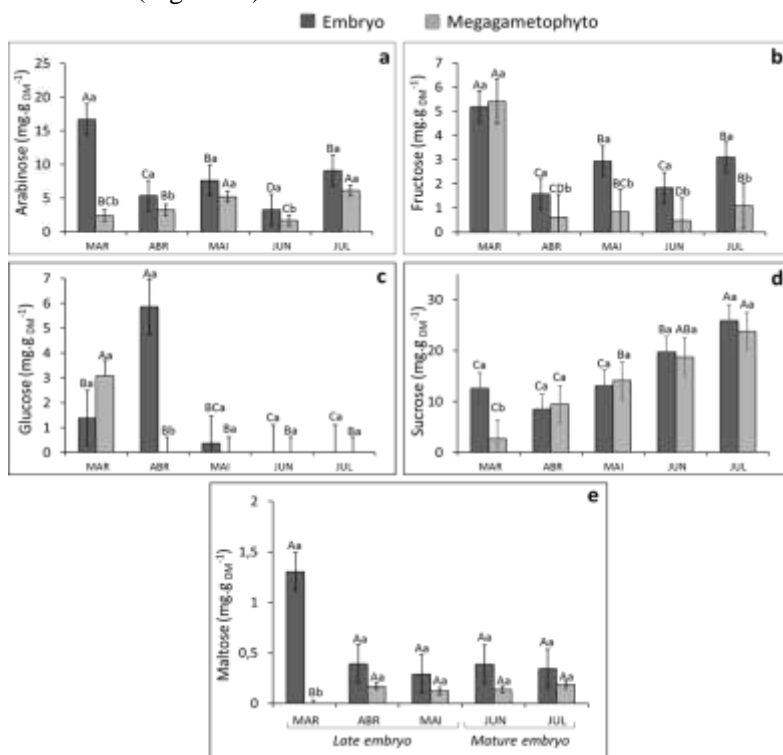 Embryo Megagametophyto
a
Arabinose (mg.g DM⁻¹)
25
20
15
10
5
0
Aa BCb Ca Bb Ba Aa Da Cb Ba Aa
MAR ABR MAI JUN JUL
b
Fructose (mg.g DM⁻¹)
7
6
5
4
3
2
1
0
Aa Aa Ca CDb Ba BCb Ca Db Ba Bb
MAR ABR MAI JUN JUL
c
Glucose (mg.g DM⁻¹)
7
6
5
4
3
2
1
0
Ba Aa Aa Bb BCa Ba Ca Ba Ca Ba
MAR ABR MAI JUN JUL
d
Sucrose (mg.g DM⁻¹)
30
20
10
0
Ca Cb Ca Ca Ca Ba Ba ABa Aa Aa
MAR ABR MAI JUN JUL
e
Maltose (mg.g DM⁻¹)
2
1,5
1
0,5
0
Aa Bb Aa Aa Aa Aa Aa Aa Aa Aa
MAR ABR MAI JUN JUL
Late embryo Mature embryo